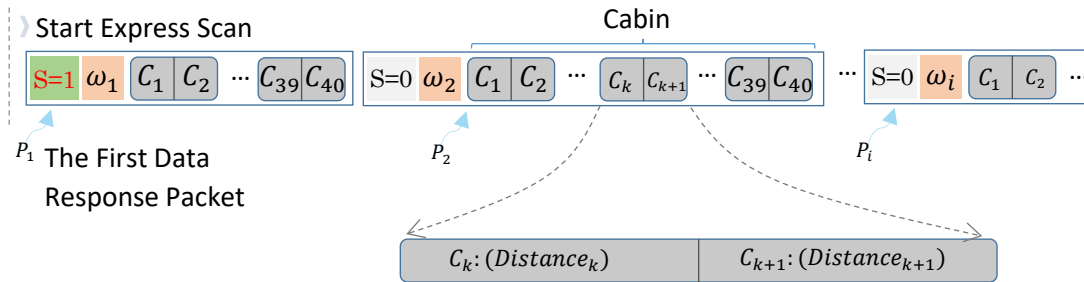 》 Start Express Scan
Cabin
S=1 ω₁ C₁ C₂ ... C₃₉ C₄₀ S=0 ω₂ C₁ C₂ ... Cₖ Cₖ₊₁ ... C₃₉ C₄₀ ... S=0 ωᵢ C₁ C₂ ...
P₁ P₂ Pᵢ
The First Data
Response Packet
Cₖ: (Distanceₖ) Cₖ₊₁: (Distanceₖ₊₁)